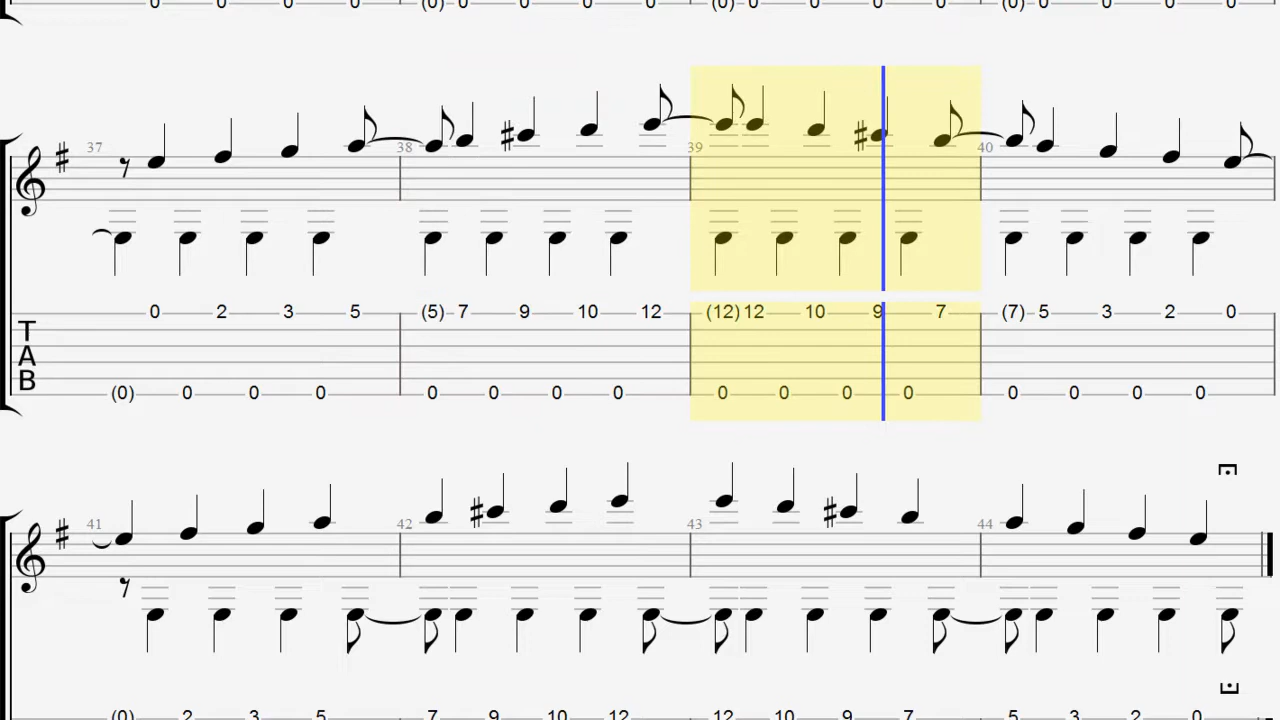 0 0 0 0 (0) 0 0 0 0 (0) 0 0 0 0 (0) 0 0 0 0
37 38 39 40
T
A
B
0 2 3 5 (5) 7 9 10 12 (12) 12 10 9 7 (7) 5 3 2 0
(0) 0 0 0 0 0 0 0 0 0 0 0 0 0 0 0
41 42 43 44
(0) 2 3 5 7 9 10 12 12 10 9 7 5 3 2 0